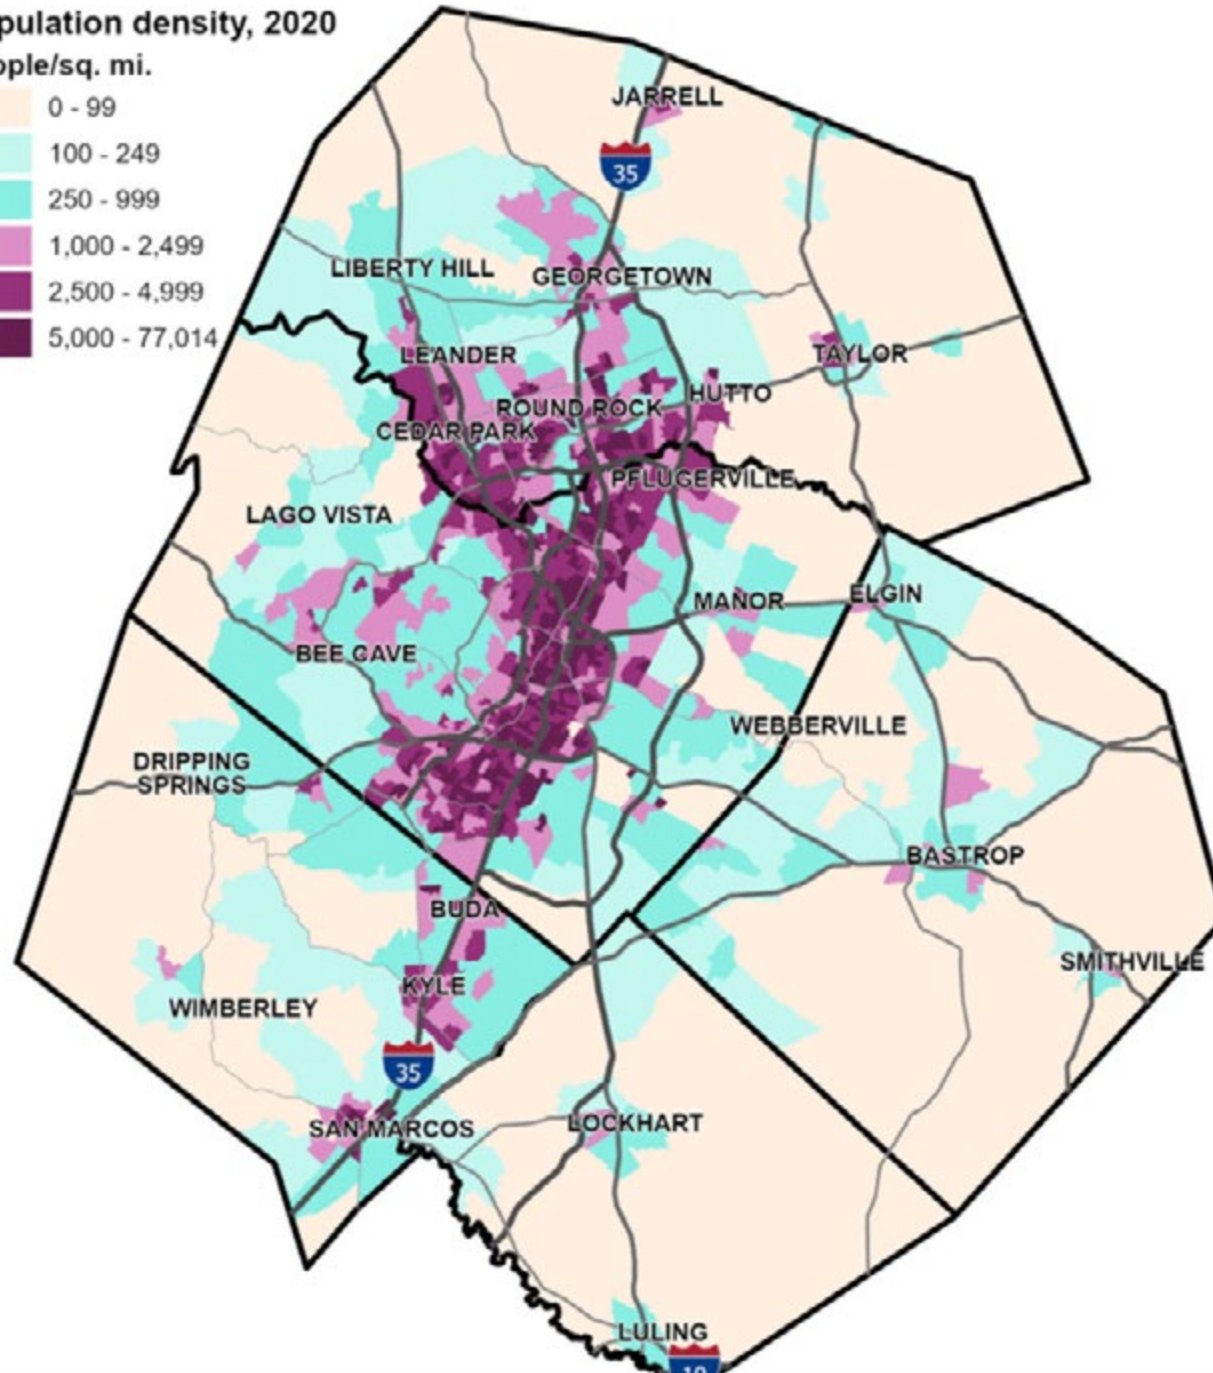 pulation density, 2020
ople/sq. mi.
0 - 99
100 - 249
250 - 999
1,000 - 2,499
2,500 - 4,999
5,000 - 77,014
JARRELL
35
LIBERTY HILL
GEORGETOWN
LEANDER
TAYLOR
HUTTO
ROUND ROCK
CEDAR PARK
PFLUGERVILLE
LAGO VISTA
MANOR
ELGIN
BEE CAVE
WEBBERVILLE
DRIPPING
SPRINGS
BASTROP
BUDA
SMITHVILLE
KYLE
WIMBERLEY
35
LOCKHART
SAN MARCOS
LULING
10